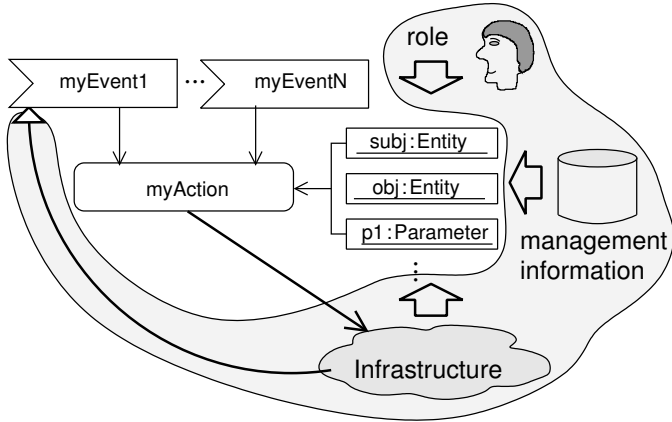 role
myEvent1
...
myEventN
subj:Entity
myAction
obj:Entity
p1:Parameter
...
management
information
Infrastructure